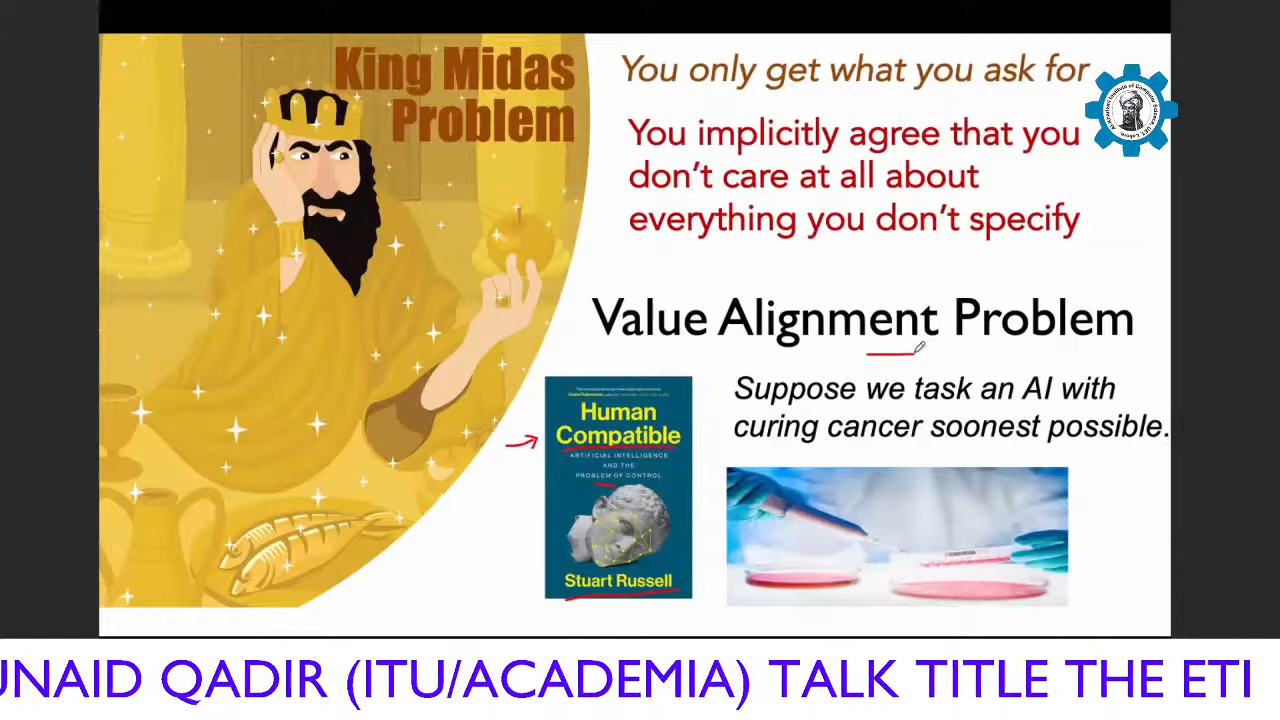 King Midas
Problem
You only get what you ask for
You implicitly agree that you
don't care at all about
everything you don't specify
Value Alignment Problem
Human
Compatible
ARTIFICIAL INTELLIGENCE
AND THE
PROBLEM OF CONTROL
Stuart Russell
Suppose we task an AI with
curing cancer soonest possible.
UNAID QADIR (ITU/ACADEMIA) TALK TITLE THE ETI